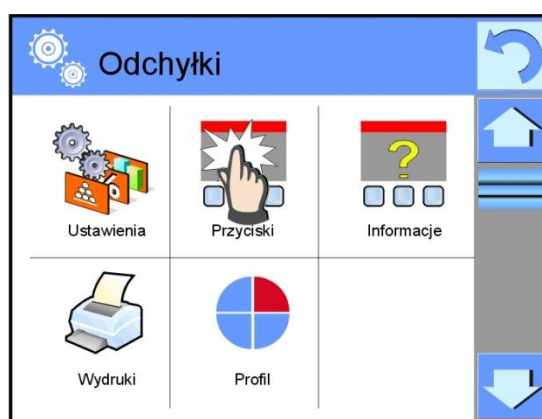 Odchyłki
Ustawienia
Przyciski
Informacje
Wydruki
Profil